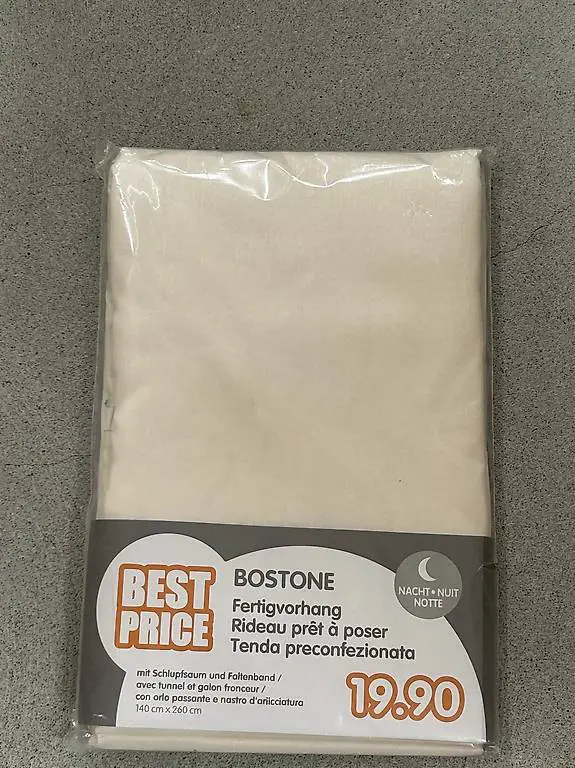 BEST
PRICE
BOSTONE
Fertigvorhang
Rideau prêt à poser
Tenda preconfezionata
NACHT • NUIT
NOTTE
mit Schlupfsaum und Faltenband /
avec tunnel et galon fronceur /
con orlo passante e nastro d'ariicciatura
140 cm x 260 cm
19.90